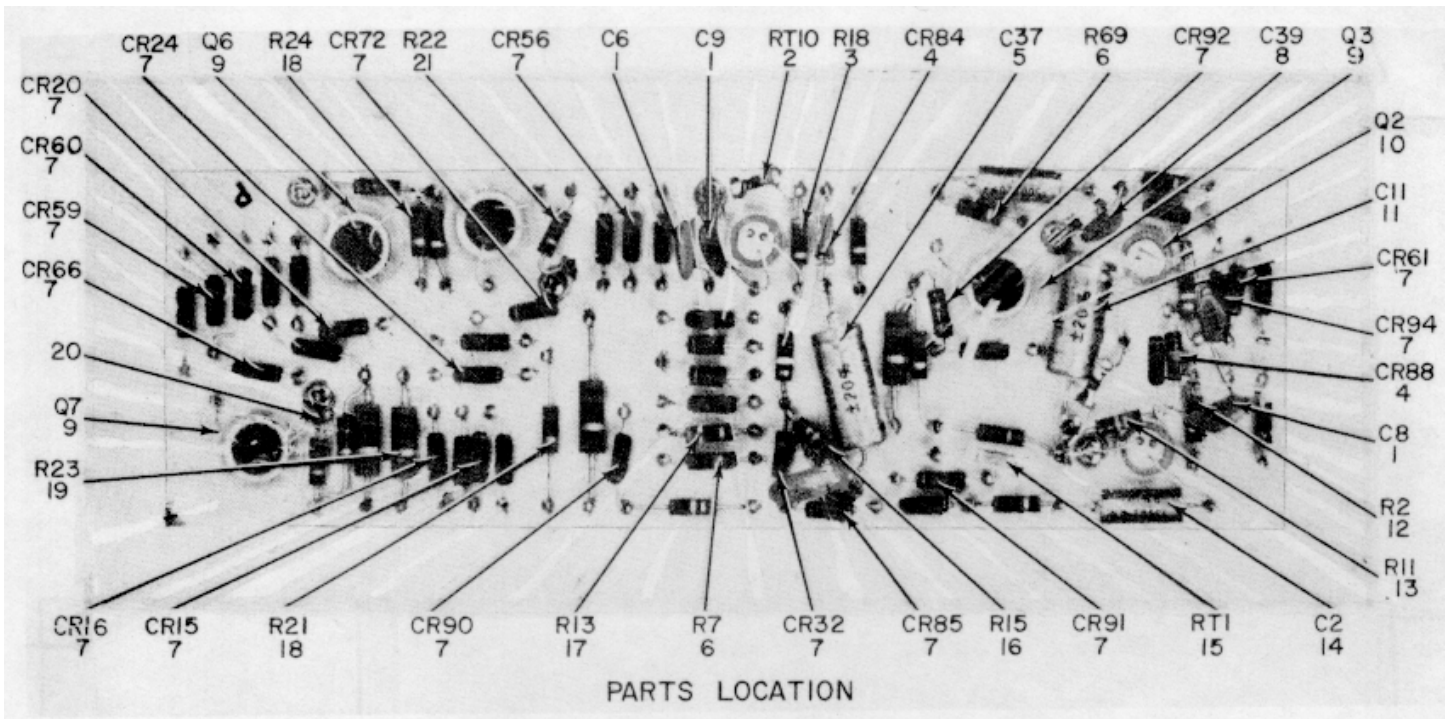 CR24 Q6 R24 CR72 R22 CR56 C6 C9 RT10 R18 CR84 C37 R69 CR92 C39 Q3
7 9 18 7 21 7 1 1 2 3 4 5 6 7 8 9
CR20
7
CR60
7
CR59
7
CR66
7
20
Q7
9
R23
19
Q2
10
C11
11
CR61
7
CR94
7
CR88
4
C8
1
R2
12
R11
13
±20%
CR16 CR15 R21 CR90 R13 R7 CR32 CR85 R15 CR91 RT1 C2
7 7 18 7 17 6 7 7 16 7 15 14
PARTS LOCATION